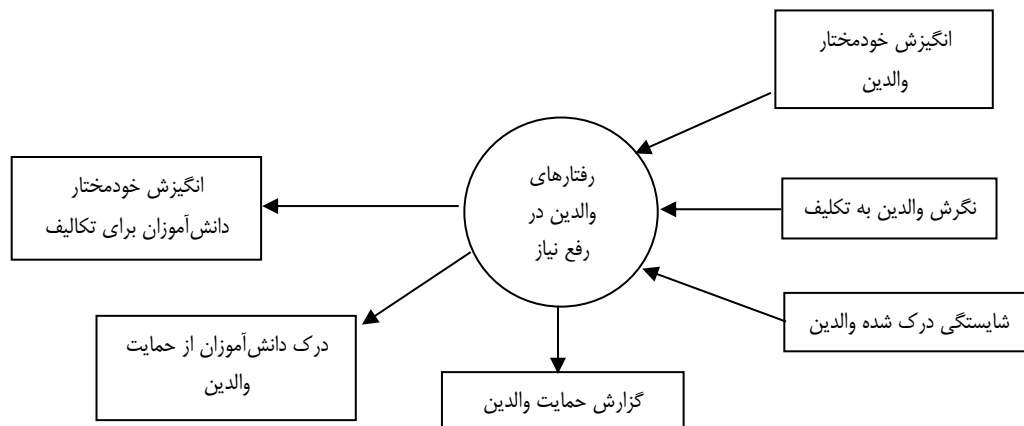 انگیزش خودمختار
والدین
نگرش والدین به تکلیف
شایستگی درک شده والدین
رفتارهای
والدین در
رفع نیاز
انگیزش خودمختار
دانش‌آموزان برای تکالیف
درک دانش‌آموزان از حمایت
والدین
گزارش حمایت والدین